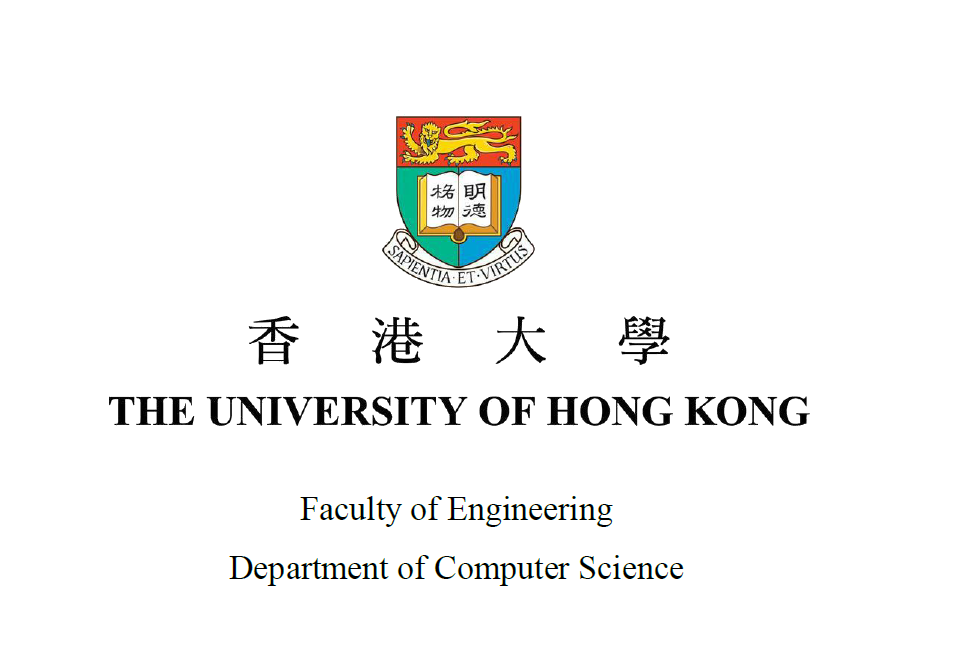 明德
格物
SAPIENTIA·ET·VIRTUS
香港大學
THE UNIVERSITY OF HONG KONG
Faculty of Engineering
Department of Computer Science